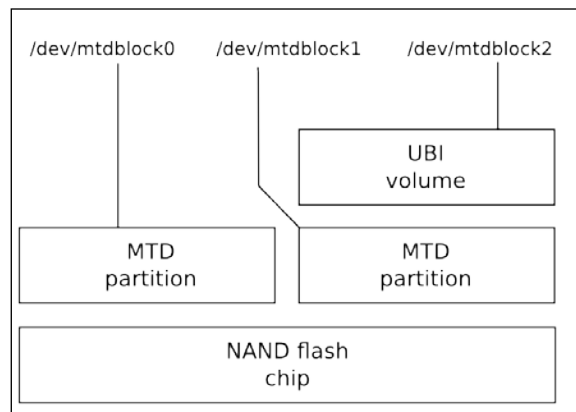 /dev/mtdblock0 /dev/mtdblock1 /dev/mtdblock2
UBI
volume
MTD
partition
MTD
partition
NAND flash
chip